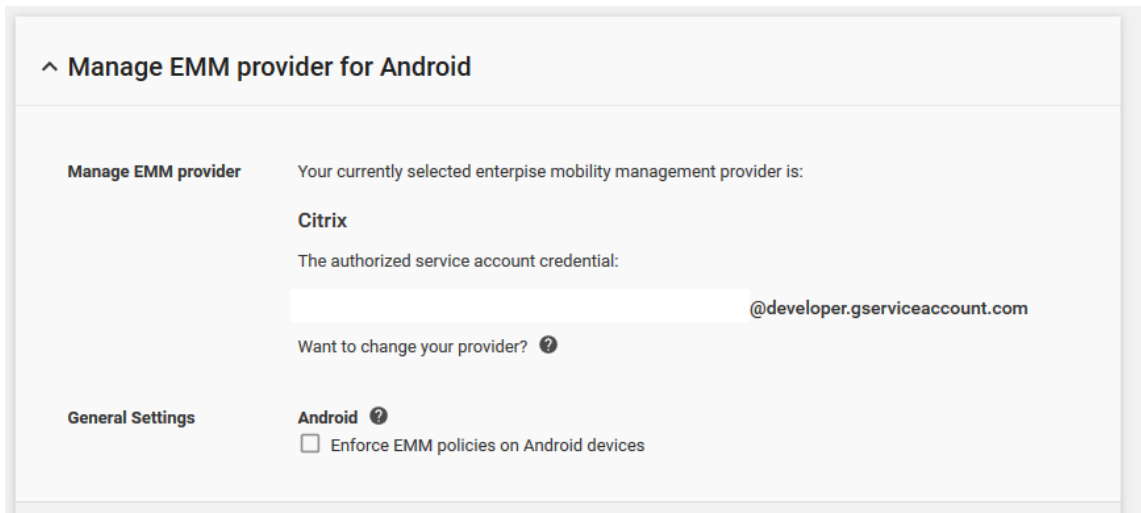 Manage EMM provider for Android
Manage EMM provider
Your currently selected enterpise mobility management provider is:
Citrix
The authorized service account credential:
@developer.gserviceaccount.com
Want to change your provider?
General Settings
Android
Enforce EMM policies on Android devices